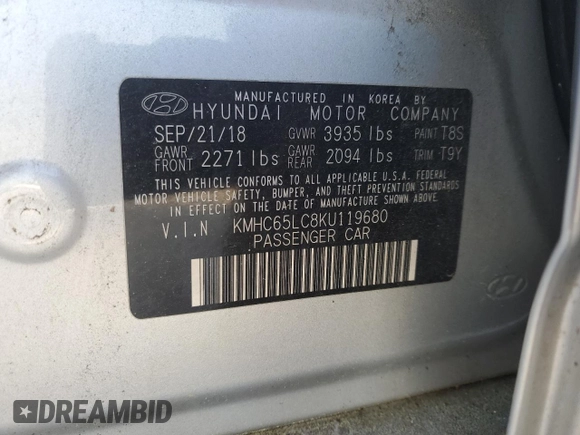 MANUFACTURED IN KOREA BY
HYUNDAI MOTOR COMPANY
SEP/21/18 GVWR 3935 lbs PAINT T8S
GAWR FRONT 2271 lbs GAWR REAR 2094 lbs TRIM T9Y
THIS VEHICLE CONFORMS TO ALL APPLICABLE U.S.A. FEDERAL
MOTOR VEHICLE SAFETY, BUMPER, AND THEFT PREVENTION STANDARDS
IN EFFECT ON THE DATE OF MANUFACTURE SHOWN ABOVE.
V.I.N KMHC65LC8KU119680
PASSENGER CAR
DREAMBID